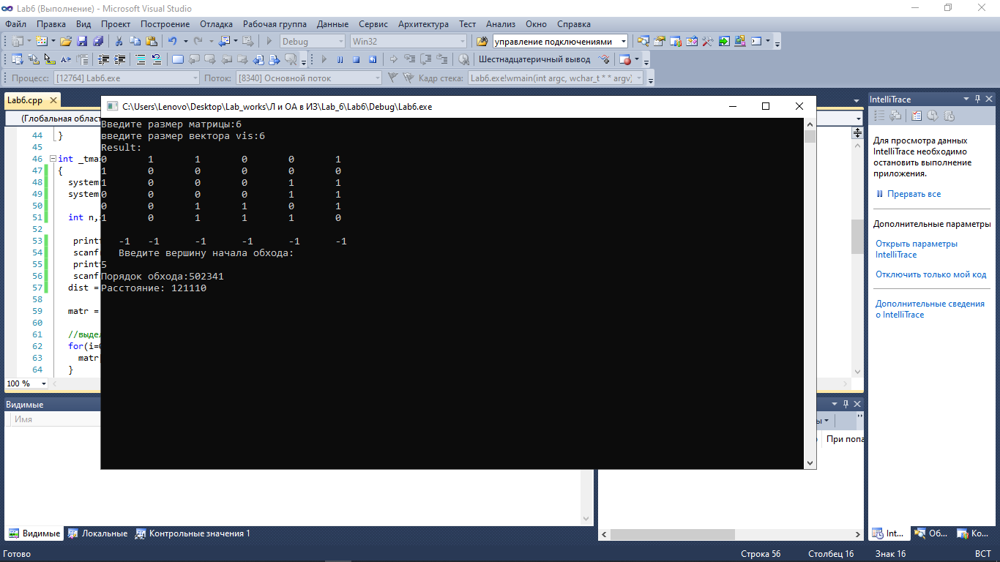 Lab6 (Выполнение) - Microsoft Visual Studio
Файл Правка Вид Проект Построение Отладка Рабочая группа Данные Сервис Архитектура Тест Анализ Окно Справка
Debug Win32 управление подключениями
Шестнадцатеричный вывод
Процесс: [12764] Lab6.exe Поток: [8340] Основной поток Кадр стека: Lab6.exe!wmain(int argc, wchar_t * * argv)
Lab6.cpp
(Глобальная област
44 }
45
46 int _tma
47 {
48 system
49 system
50
51 int n,
52
53 print
54 scanf
55 print
56 scanf
57 dist =
58
59 matr =
60
61 //выдел
62 for(i=
63 matr
64 }
100 %
C:\Users\Lenovo\Desktop\Lab_works\Л и ОА в ИЗ\Lab_6\Lab6\Debug\Lab6.exe
Введите размер матрицы:6
введите размер вектора vis:6
Result:
0 1 1 0 0 1
1 0 0 0 0 0
1 0 0 0 1 1
0 0 0 0 1 1
0 0 1 1 0 1
1 0 1 1 1 0
-1 -1 -1 -1 -1 -1
Введите вершину начала обхода:
5
Порядок обхода:502341
Расстояние: 121110
IntelliTrace
Для просмотра данных
IntelliTrace необходимо
остановить выполнение
приложения.
Прервать все
Дополнительные параметры
Открыть параметры
IntelliTrace
Отключить только мой код
Дополнительные сведения
о IntelliTrace
Видимые
Имя
ы
При попа
Видимые Локальные Контрольные значения 1
Int... Об... Ко...
Готово Строка 56 Столбец 16 Знак 16 ВСТ